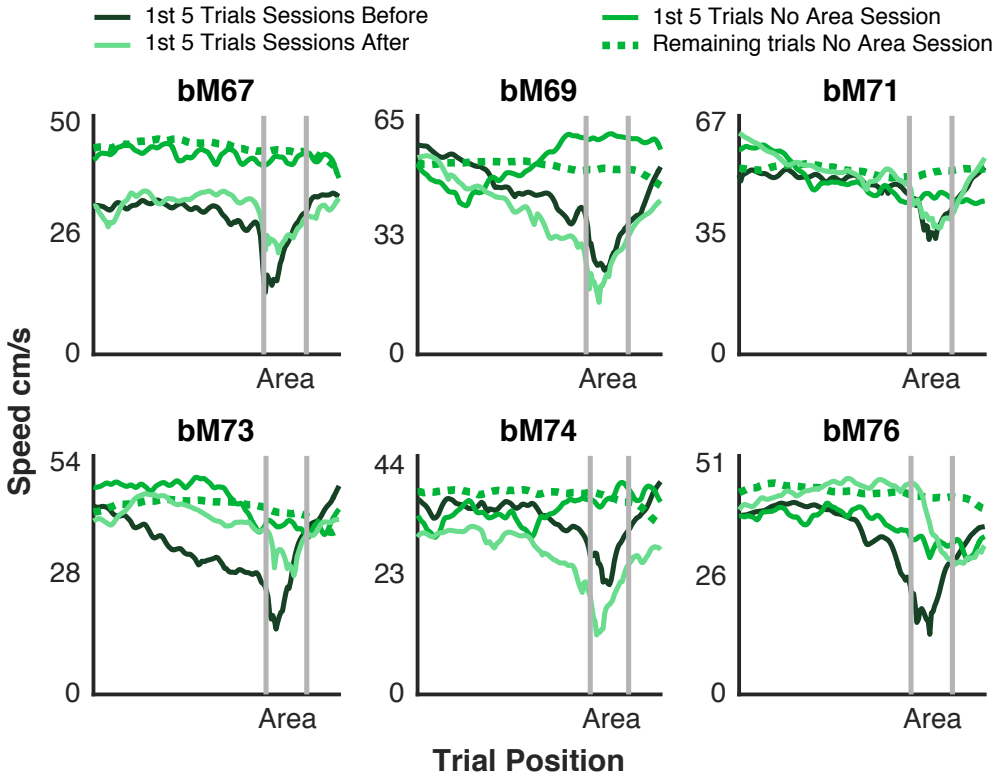 1st 5 Trials Sessions Before
1st 5 Trials Sessions After
1st 5 Trials No Area Session
Remaining trials No Area Session
bM67
50
26
0
Area
bM69
65
33
0
Area
bM71
67
35
0
Area
Speed cm/s
bM73
54
28
0
Area
bM74
44
23
0
Area
bM76
51
26
0
Area
Trial Position